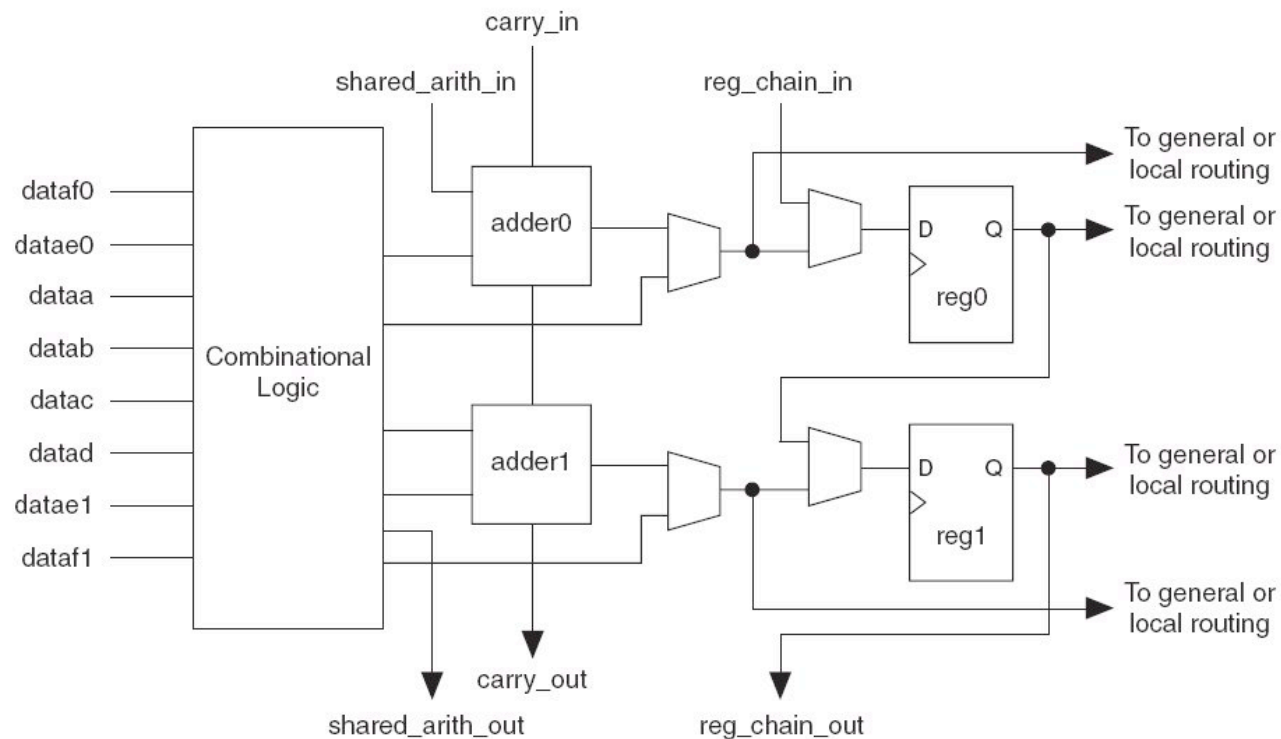 carry_in
shared_arith_in
reg_chain_in
To general or
local routing
dataf0
datae0
dataa
datab
datac
datad
datae1
dataf1
Combinational
Logic
adder0
D
Q
reg0
To general or
local routing
adder1
D
Q
reg1
To general or
local routing
To general or
local routing
carry_out
shared_arith_out
reg_chain_out